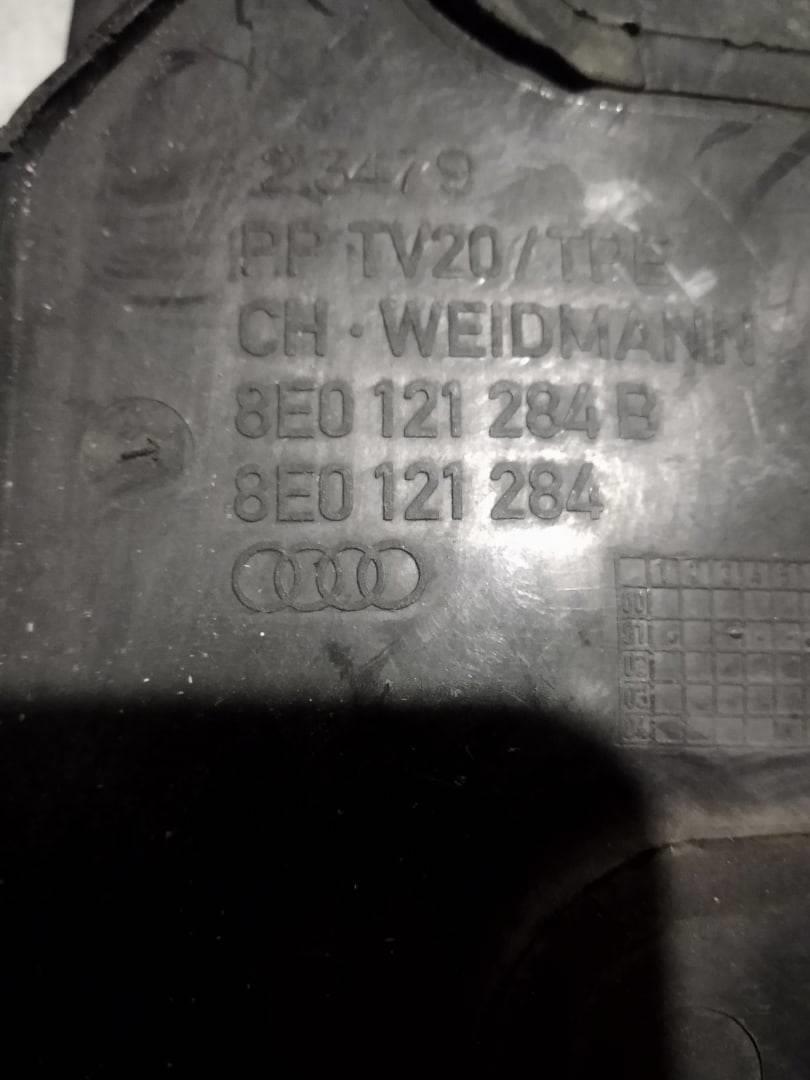 23479
PP TV20/TPE
CH · WEIDMANN
8E0 121 284 B
8E0 121 284